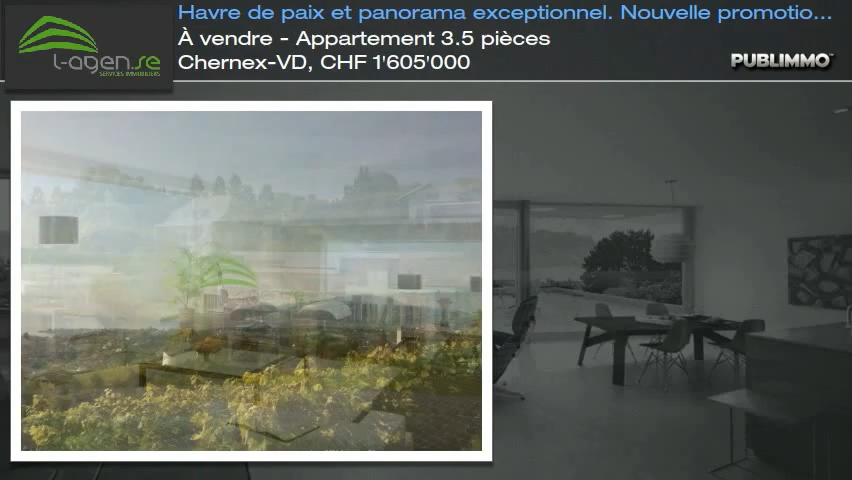 Havre de paix et panorama exceptionnel. Nouvelle promotio...
À vendre - Appartement 3.5 pièces
Chernex-VD, CHF 1'605'000
l-agen.se
SERVICES IMMOBILIERS
PUBLIMMO